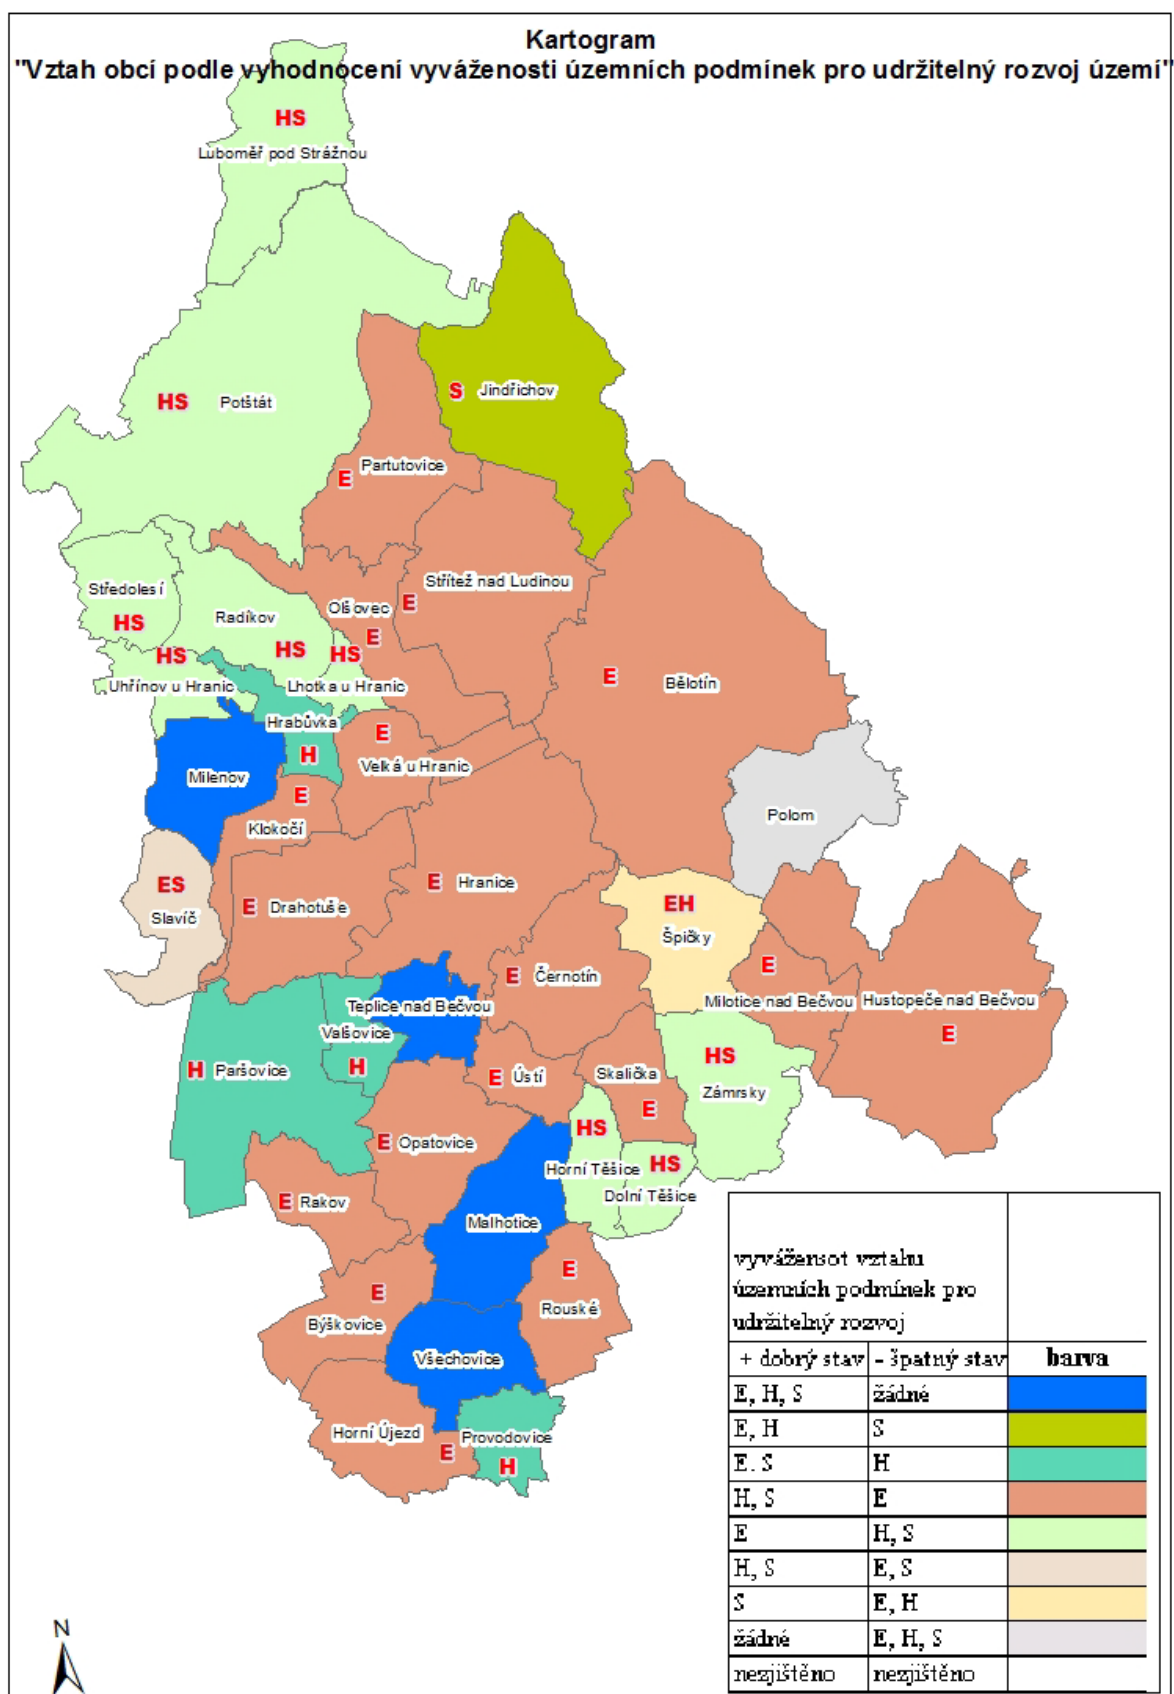 Kartogram
"Vztah obcí podle vyhodnocení vyváženosti územních podmínek pro udržitelný rozvoj území"
HS
Luboměř pod Strážnou
S Jindřichov
HS Potštát
Partutovice
E
Střítež nad Ludinou
Středolesí
E
Olšovec
Radíkov
HS
E
HS
HS
HS
E
Bělotín
Uhřínov u Hranic
Lhotka u Hranic
Hrabůvka
E
H
Velká u Hranic
Milenov
E
Polom
Klokočí
ES
E Hranice
EH
Slavíč
E Drahotuše
Špičky
E
E Černotín
Milotice nad Bečvou
Hustopeče nad Bečvou
Teplice nad Bečvou
Valšovice
E
HS
H
H Paršovice
E Ústí
Skalička
Zámrsky
E
HS
E Opatovice
Horní Těšice
HS
Dolní Těšice
E Rakov
Malhotice
E
E
Rouské
Býškovice
Všechovice
Horní Újezd
Provodovice
E
H
vyvážensot vztahu
územních podmínek pro
udržitelný rozvoj
+ dobrý stav - špatný stav barva
E, H, S žádné
E, H S
E. S H
H, S E
E H, S
H, S E, S
S E, H
žádné E, H, S
nezjištěno nezjištěno
N